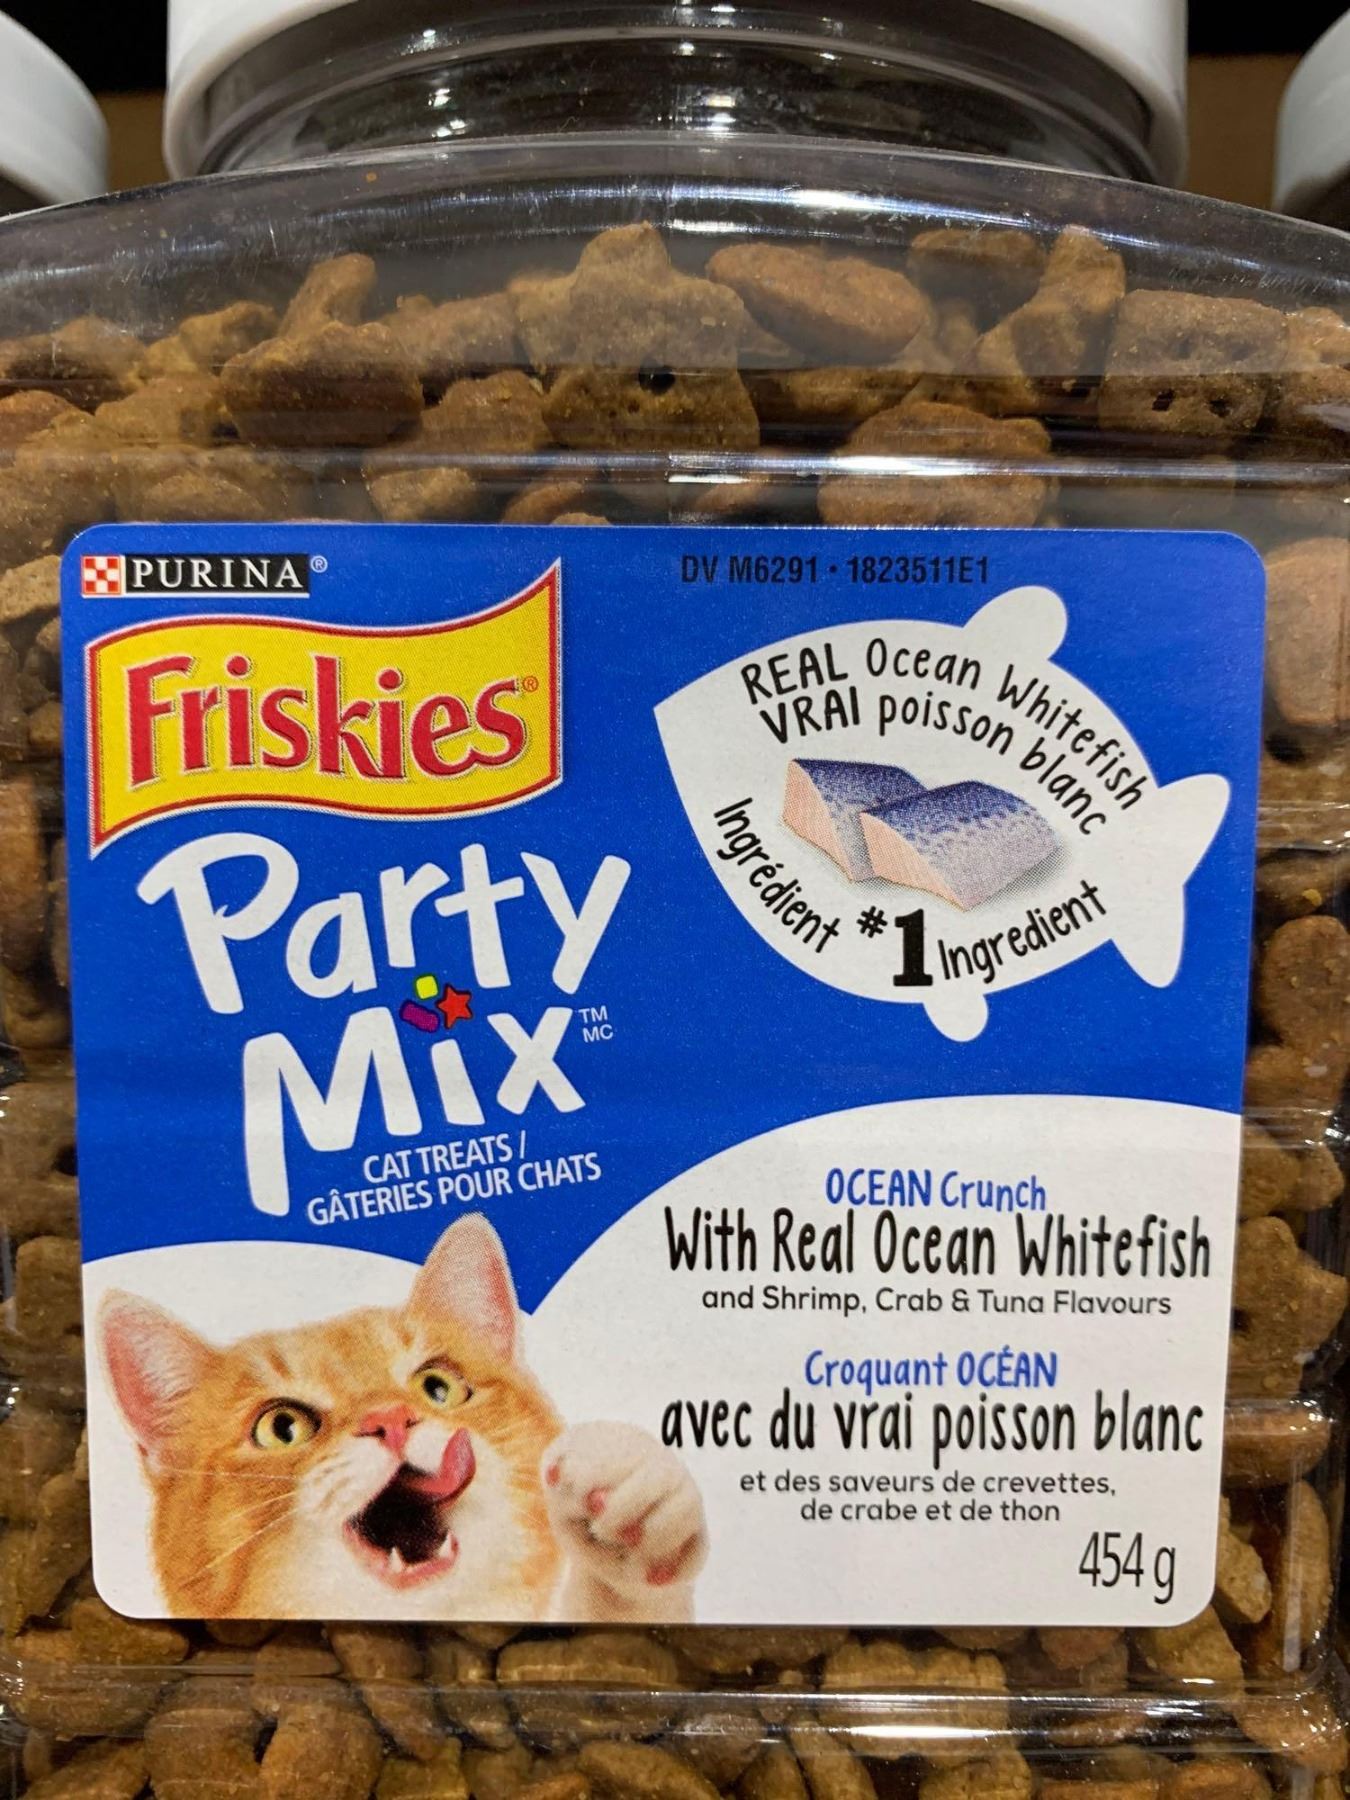 PURINA®
DV M6291 • 1823511E1
Friskies®
Party
Mix
TM
MC
CAT TREATS /
GÂTERIES POUR CHATS
REAL Ocean Whitefish
VRAI poisson blanc
Ingrédient #1 Ingredient
OCEAN Crunch
With Real Ocean Whitefish
and Shrimp, Crab & Tuna Flavours
Croquant OCÉAN
avec du vrai poisson blanc
et des saveurs de crevettes,
de crabe et de thon
454 g